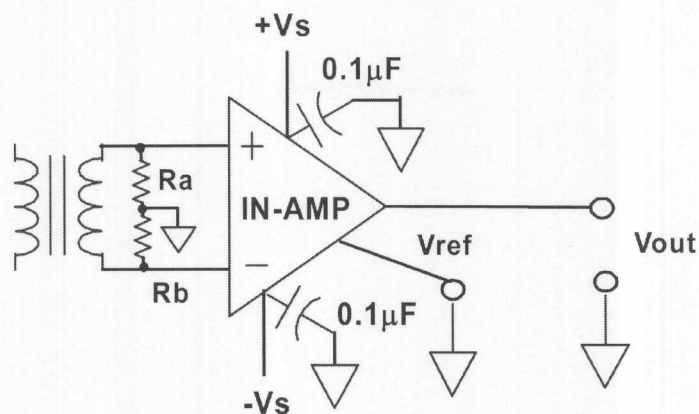 +Vs
0.1µF
+
Ra
IN-AMP
Vref
Vout
−
Rb
0.1µF
-Vs